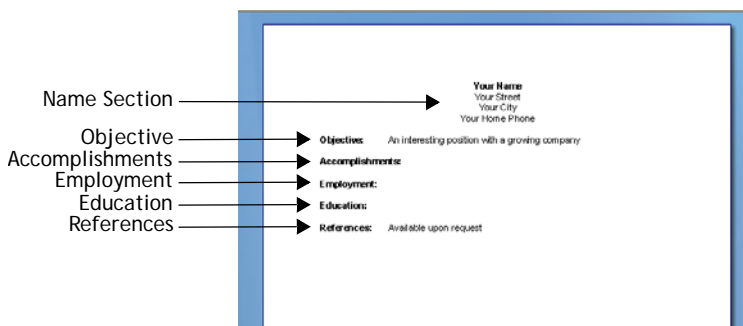 Name Section
Your Name
Your Street
Your City
Your Home Phone
Objective
Objective: An interesting position with a growing company
Accomplishments
Accomplishments:
Employment
Employment:
Education
Education:
References
References: Available upon request